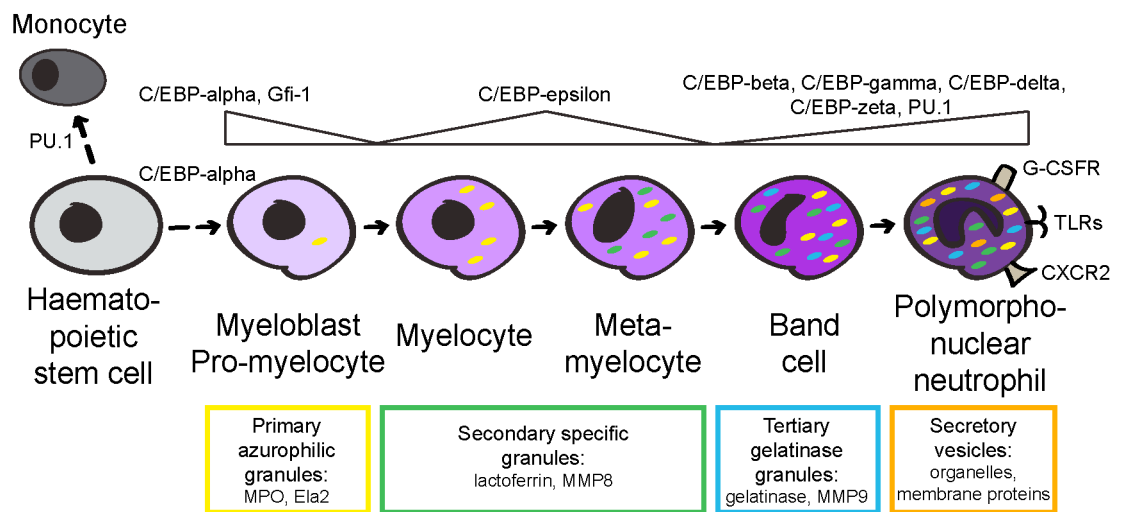 Monocyte
C/EBP-alpha, Gfi-1
C/EBP-epsilon
C/EBP-beta, C/EBP-gamma, C/EBP-delta,
C/EBP-zeta, PU.1
PU.1
C/EBP-alpha
G-CSFR
TLRs
CXCR2
Haemato-
poietic
stem cell
Myeloblast
Pro-myelocyte
Myelocyte
Meta-
myelocyte
Band
cell
Polymorpho-
nuclear
neutrophil
Primary
azurophilic
granules:
MPO, Ela2
Secondary specific
granules:
lactoferrin, MMP8
Tertiary
gelatinase
granules:
gelatinase, MMP9
Secretory
vesicles:
organelles,
membrane proteins